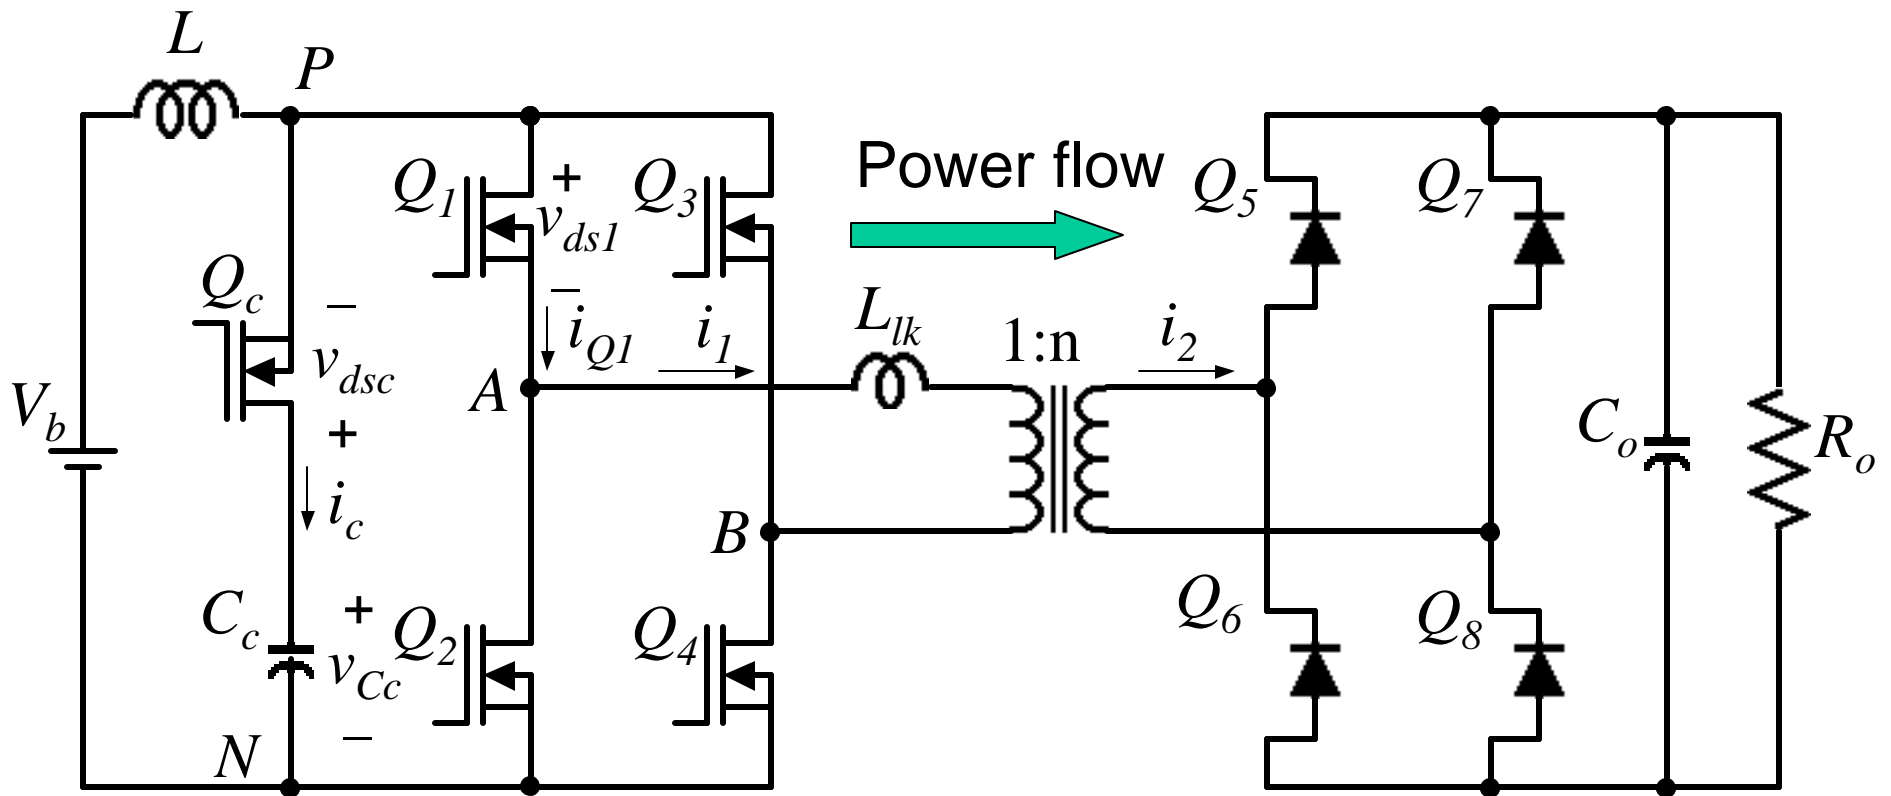 L
P
Power flow
Q1
+
vds1
−
Q3
Q5
Q7
Qc
−
vdsc
+
iQ1
i1
Llk
1:n
i2
A
Vb
Co
Ro
ic
B
Cc
+
vCc
−
Q2
Q4
Q6
Q8
N